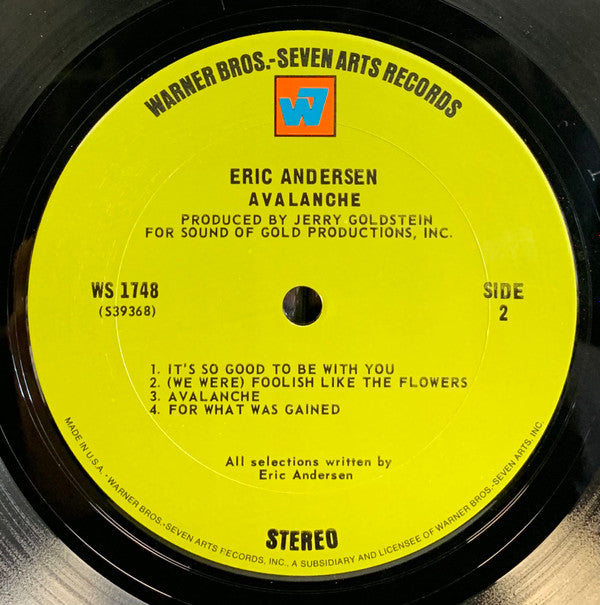 WARNER BROS.-SEVEN ARTS RECORDS
W7
ERIC ANDERSEN
AVALANCHE
PRODUCED BY JERRY GOLDSTEIN
FOR SOUND OF GOLD PRODUCTIONS, INC.
WS 1748
(S39368)
SIDE
2
1. IT'S SO GOOD TO BE WITH YOU
2. (WE WERE) FOOLISH LIKE THE FLOWERS
3. AVALANCHE
4. FOR WHAT WAS GAINED
All selections written by
Eric Andersen
STEREO
MADE IN U.S.A. - WARNER BROS.-SEVEN ARTS RECORDS, INC., A SUBSIDIARY AND LICENSEE OF WARNER BROS.-SEVEN ARTS, INC.